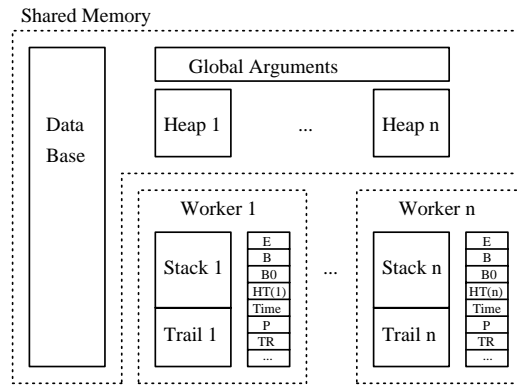 Shared Memory
Data
Base
Global Arguments
Heap 1
...
Heap n
Worker 1
Stack 1
Trail 1
E
B
B0
HT(1)
Time
P
TR
...
...
Worker n
Stack n
Trail n
E
B
B0
HT(n)
Time
P
TR
...